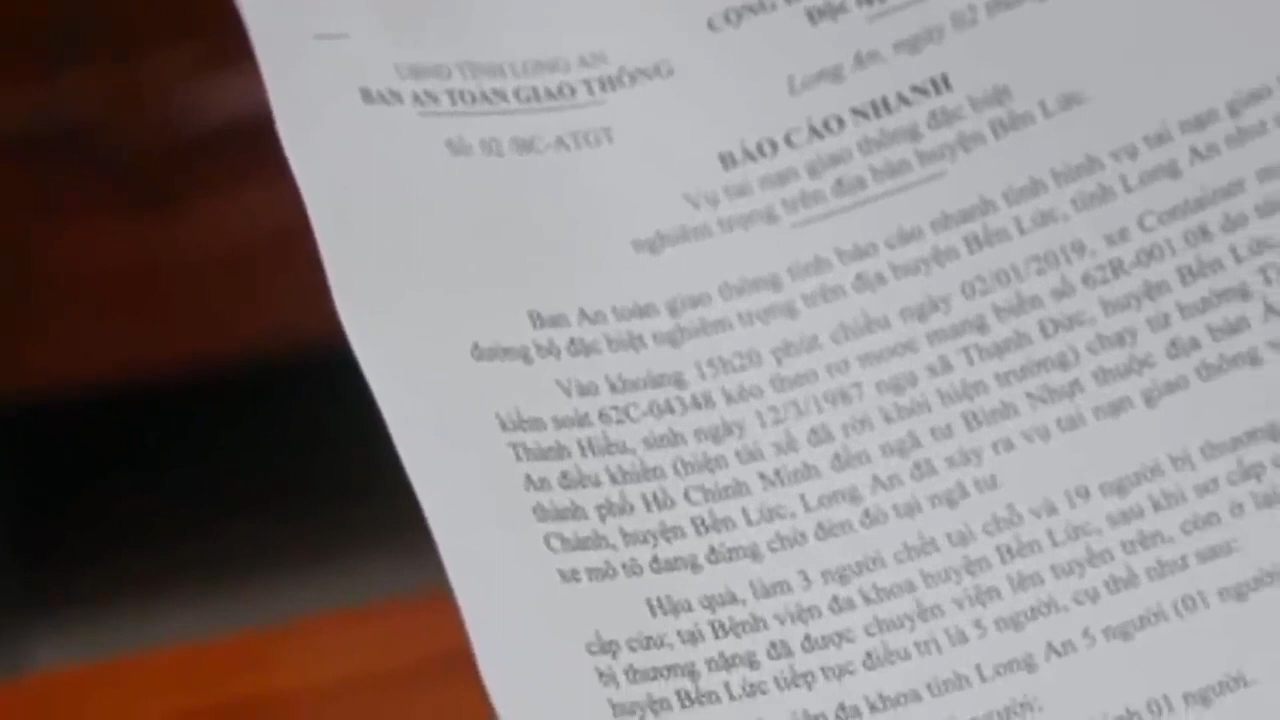 UBND TỈNH LONG AN
BAN AN TOÀN GIAO THÔNG
Số 02/BC-ATGT
CỘNG
Long An, ngày 02
BÁO CÁO NHANH
Vụ tai nạn giao thông đặc biệt
nghiêm trọng trên địa bàn huyện Bến Lức.
Ban An toàn giao thông tỉnh báo cáo nhanh tình hình vụ tai nạn giao
đường bộ đặc biệt nghiêm trọng trên địa huyện Bến Lức, tỉnh Long An như
Vào khoảng 15h20 phút chiều ngày 02/01/2019, xe Container
kiểm soát 62C-04348 kéo theo rơ mooc mang biển số 62R-001.08 do
Thành Hiếu, sinh ngày 12/3/1987 ngụ xã Thạnh Đức, huyện Bến Lức,
An điều khiển (hiện tài xế đã rời khỏi hiện trường) chạy từ hướng
thành phố Hồ Chính Minh đến ngã tư Bình Nhựt thuộc địa bàn
Chánh, huyện Bến Lức, Long An đã xảy ra vụ tai nạn giao thông
xe mô tô đang đứng chờ đèn đỏ tại ngã tư.
Hậu quả, làm 3 người chết tại chỗ và 19 người bị thương
cấp cứu, tại Bệnh viện đa khoa huyện Bến Lức, sau khi sơ cấp
bị thương nặng đã được chuyển viện lên tuyến trên, còn ở lại
huyện Bến Lức tiếp tục điều trị là 5 người, cụ thể như sau:
viện đa khoa tỉnh Long An 5 người (01 người
người;
01 người.